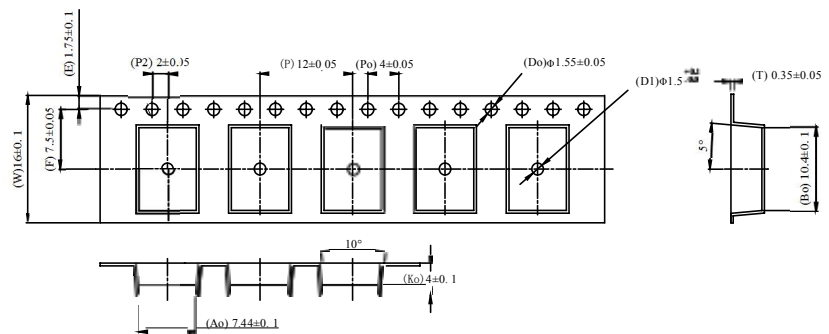 (E) 1.75±0.1
(P2) 2±0.05
(P) 12±0.05
(Po) 4±0.05
(Do)Φ1.55±0.05
(D1)Φ1.5
(T) 0.35±0.05
(W)16±0.1
(F) 7.5±0.05
5°
(Bo) 10.4±0.1
10°
(Ko)4±0.1
(Ao) 7.44±0.1